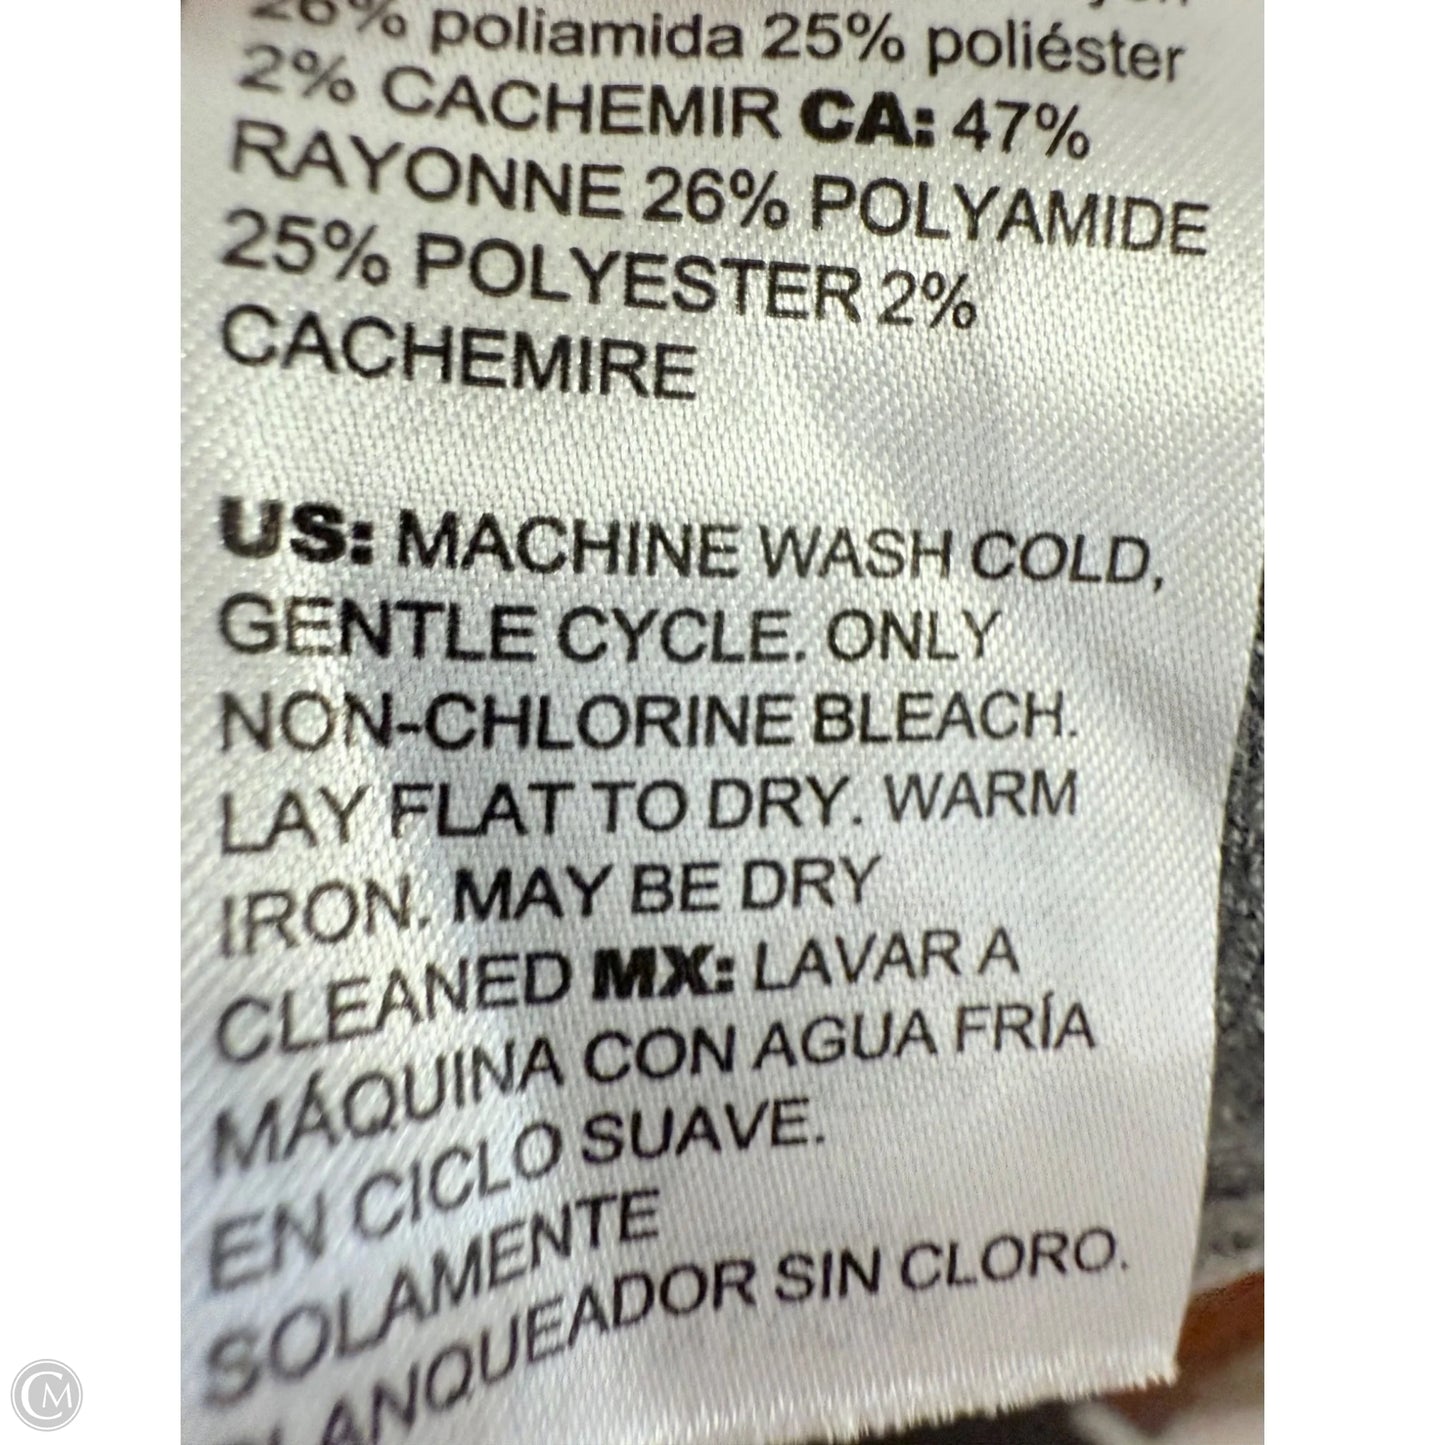 26% poliamida 25% poliéster
2% CACHEMIR CA: 47%
RAYONNE 26% POLYAMIDE
25% POLYESTER 2%
CACHEMIRE
US: MACHINE WASH COLD,
GENTLE CYCLE. ONLY
NON-CHLORINE BLEACH.
LAY FLAT TO DRY. WARM
IRON. MAY BE DRY
CLEANED MX: LAVAR A
MÁQUINA CON AGUA FRÍA
EN CICLO SUAVE.
SOLAMENTE
BLANQUEADOR SIN CLORO.
CM